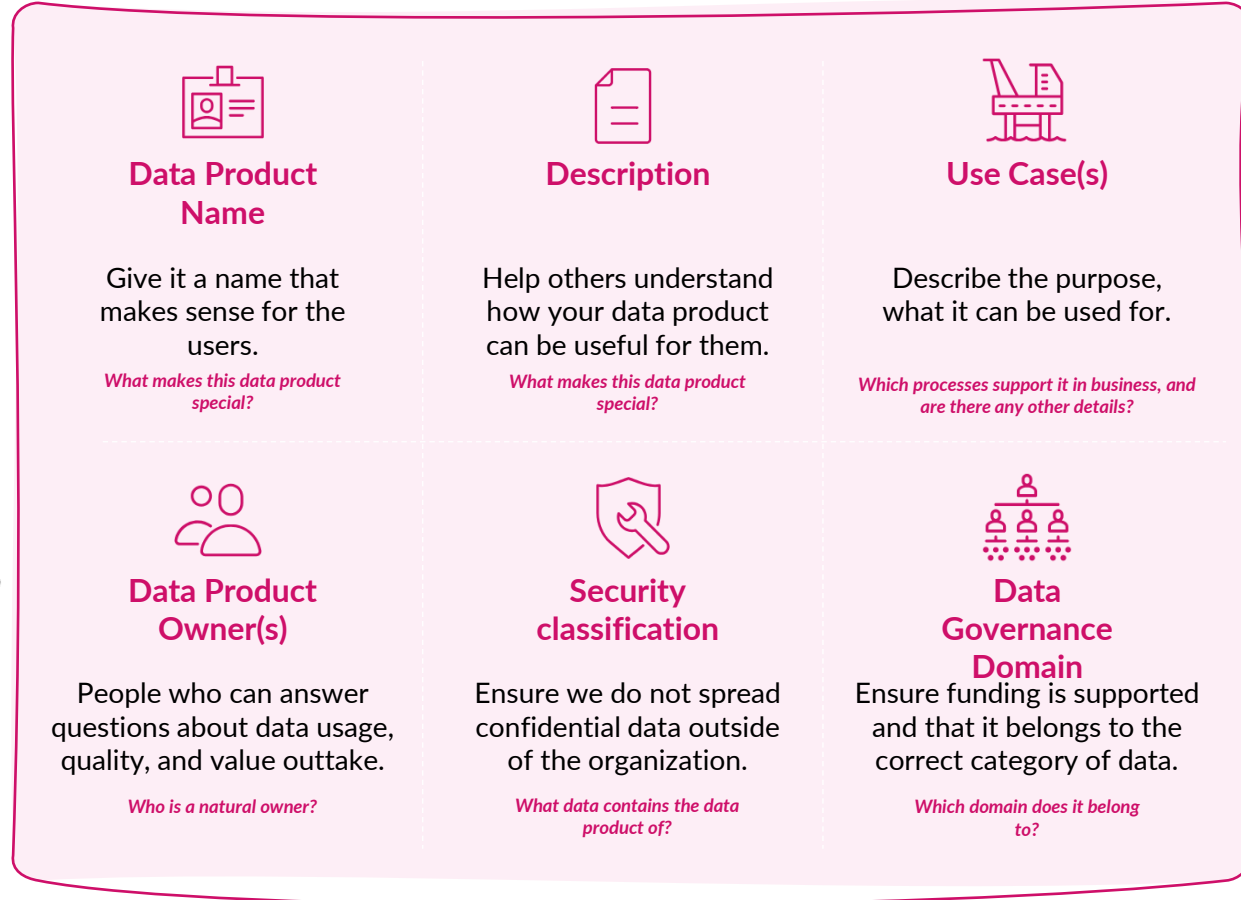 Data Product
Name
Give it a name that
makes sense for the
users.
What makes this data product
special?
Description
Help others understand
how your data product
can be useful for them.
What makes this data product
special?
Use Case(s)
Describe the purpose,
what it can be used for.
Which processes support it in business, and
are there any other details?
Data Product
Owner(s)
People who can answer
questions about data usage,
quality, and value outtake.
Who is a natural owner?
Security
classification
Ensure we do not spread
confidential data outside
of the organization.
What data contains the data
product of?
Data
Governance
Domain
Ensure funding is supported
and that it belongs to the
correct category of data.
Which domain does it belong
to?